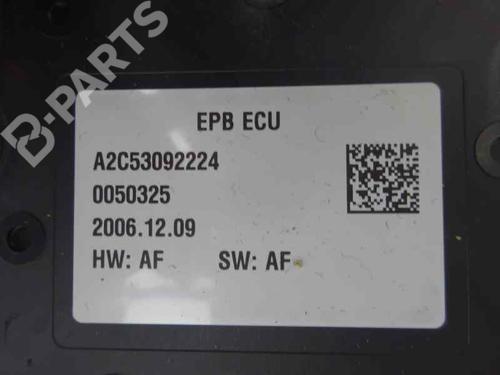 B-PARTS
EPB ECU
A2C53092224
0050325
2006.12.09
HW: AF SW: AF